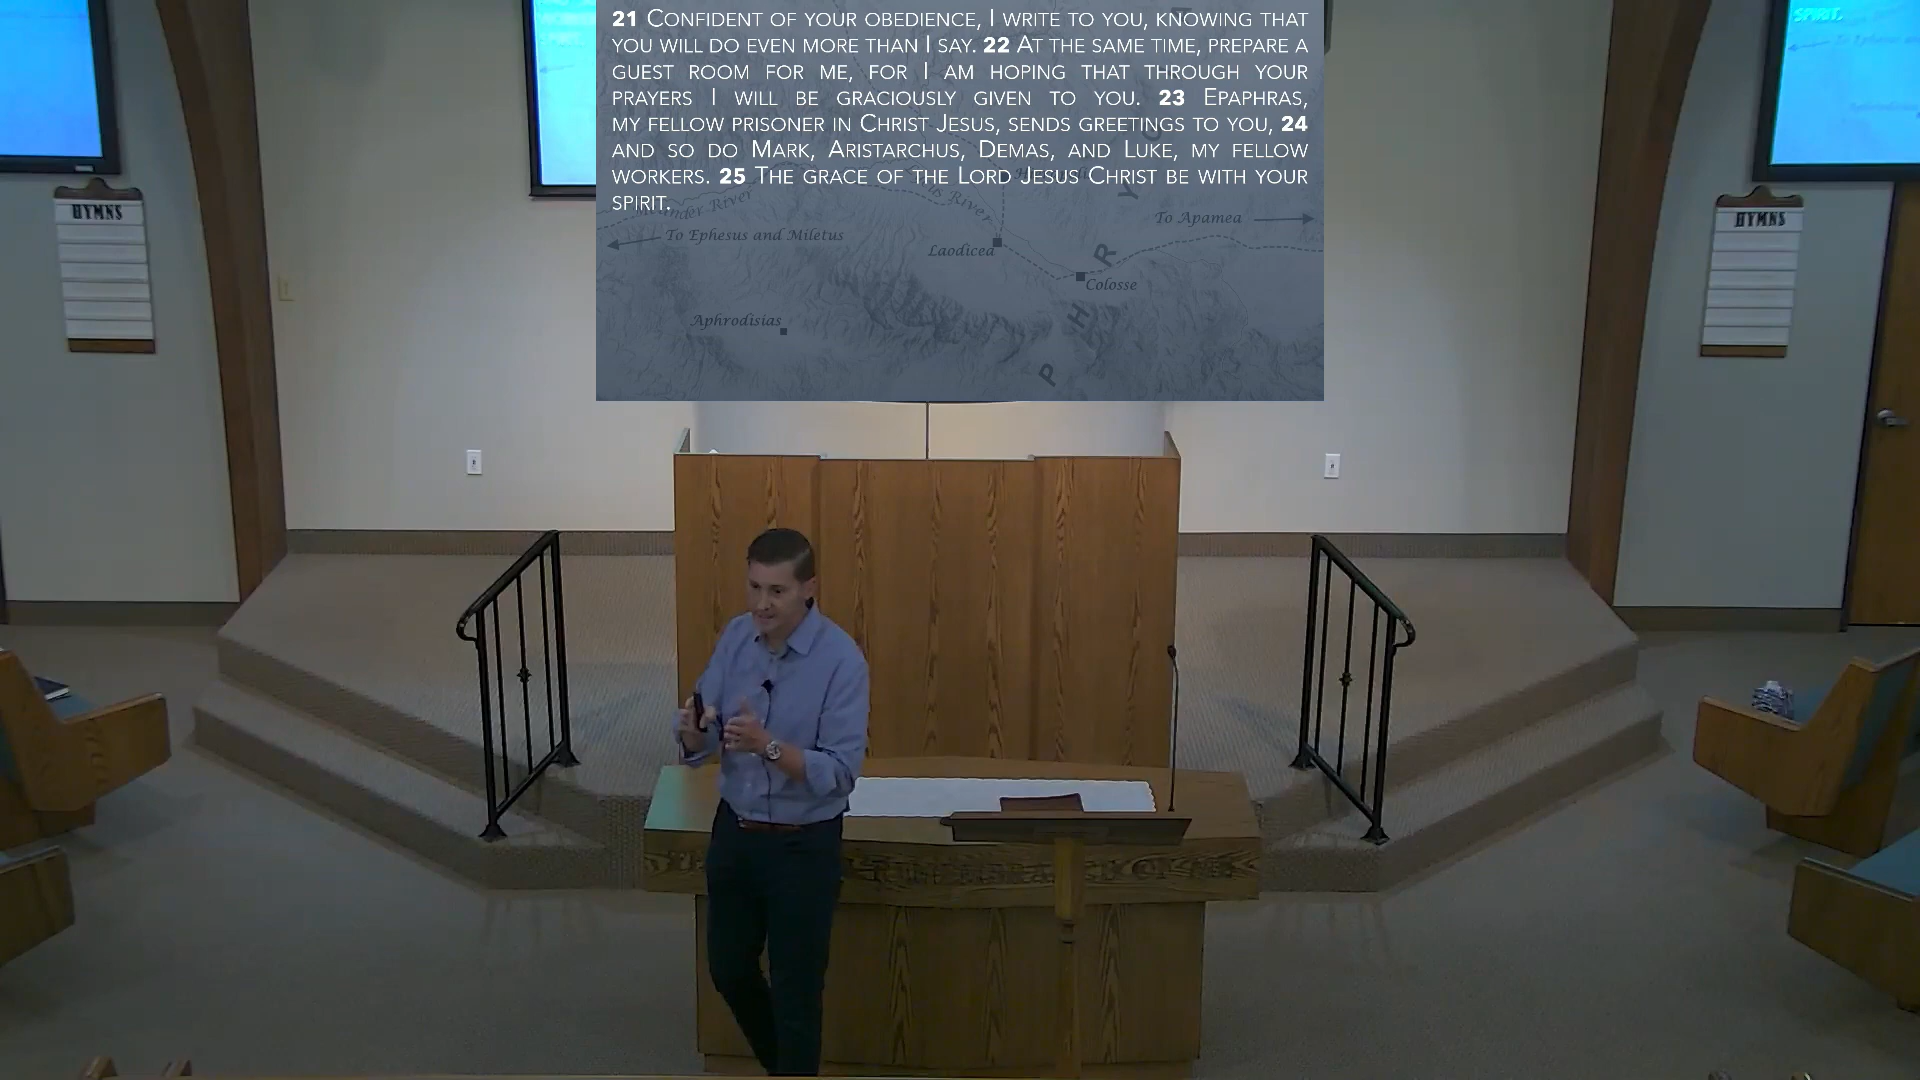 21 CONFIDENT OF YOUR OBEDIENCE, I WRITE TO YOU, KNOWING THAT
YOU WILL DO EVEN MORE THAN I SAY. 22 AT THE SAME TIME, PREPARE A
GUEST ROOM FOR ME, FOR I AM HOPING THAT THROUGH YOUR
PRAYERS I WILL BE GRACIOUSLY GIVEN TO YOU. 23 EPAPHRAS,
MY FELLOW PRISONER IN CHRIST JESUS, SENDS GREETINGS TO YOU, 24
AND SO DO MARK, ARISTARCHUS, DEMAS, AND LUKE, MY FELLOW
WORKERS. 25 THE GRACE OF THE LORD JESUS CHRIST BE WITH YOUR
SPIRIT.
River
River
To Apamea
To Ephesus and Miletus
Laodicea
Colosse
Aphrodisias
P H R Y
HYMNS
HYMNS
SPIRIT.